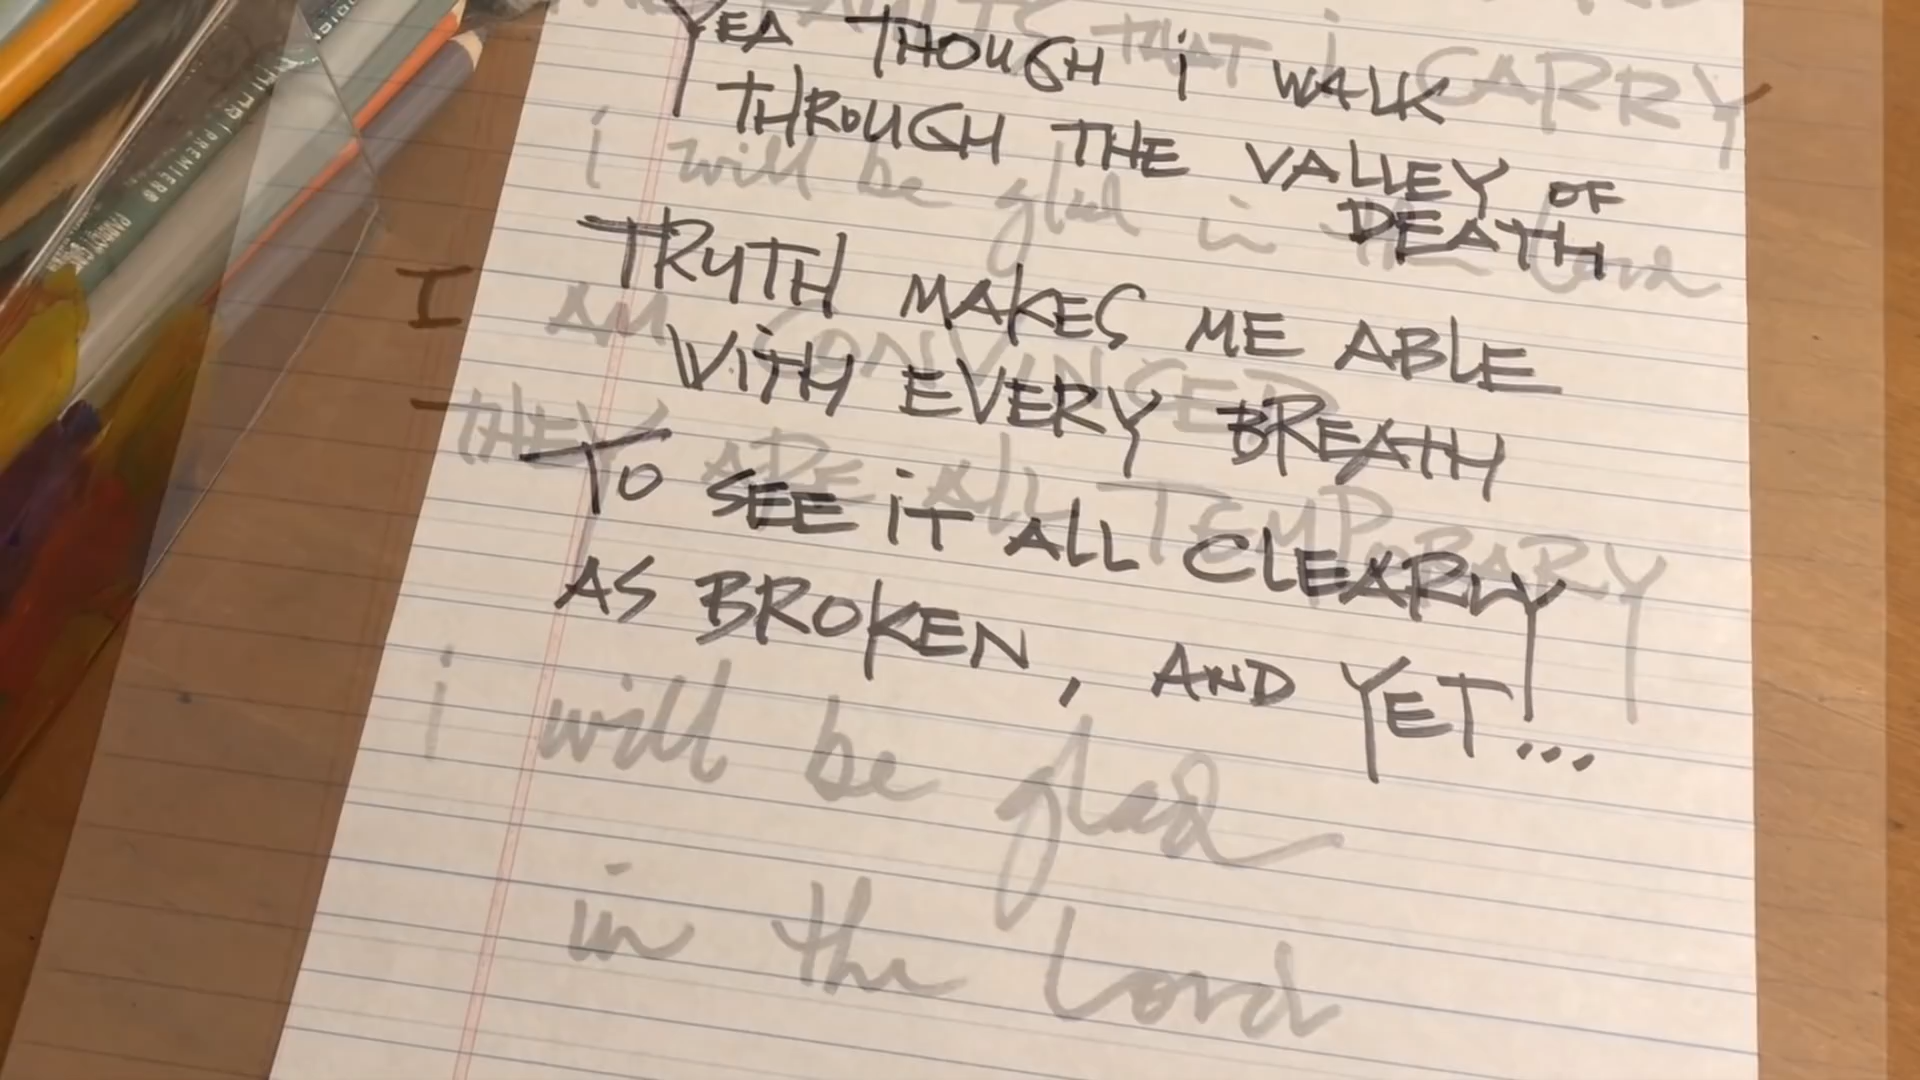 THAT i CARRY
YEA THOUGH i WALK
THROUGH THE VALLEY OF
DEATH
i will be glad in the Lord
TRUTH MAKES ME ABLE
I AM CONVINCED
WITH EVERY BREATH
THEY ARE ALL TEMPORARY
TO SEE iT ALL CLEARLY
AS BROKEN, AND YET...
i will be glad
in the Lord
PREMIER